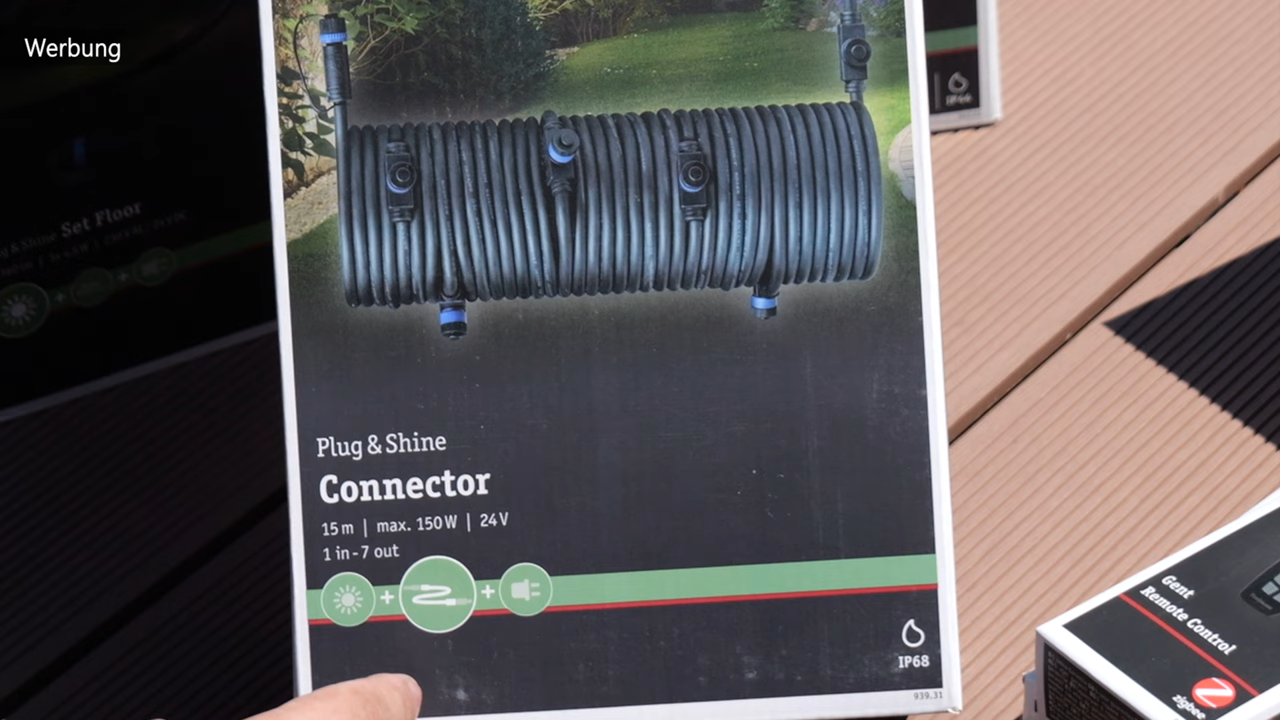 Werbung
IP44
Set Floor
Plug & Shine
Connector
15 m | max. 150 W | 24 V
1 in - 7 out
IP68
939.31
Gent
Remote Control
zigbee